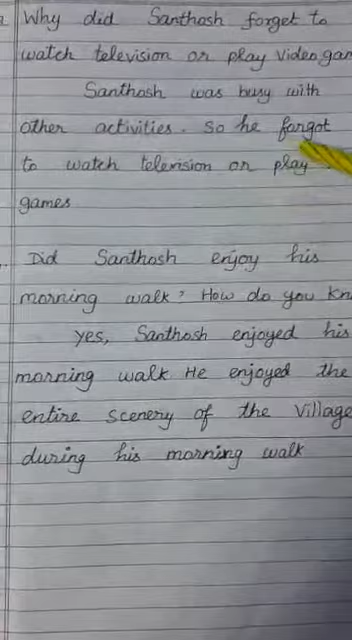 Why did Santhosh forget to
watch television or play Video
Santhosh was busy with
other activities. So he forgot
to watch television or play
games
Did Santhosh enjoy his
morning walk? How do you
yes, Santhosh enjoyed his
morning walk He enjoyed the
entire scenery of the Village
during his morning walk